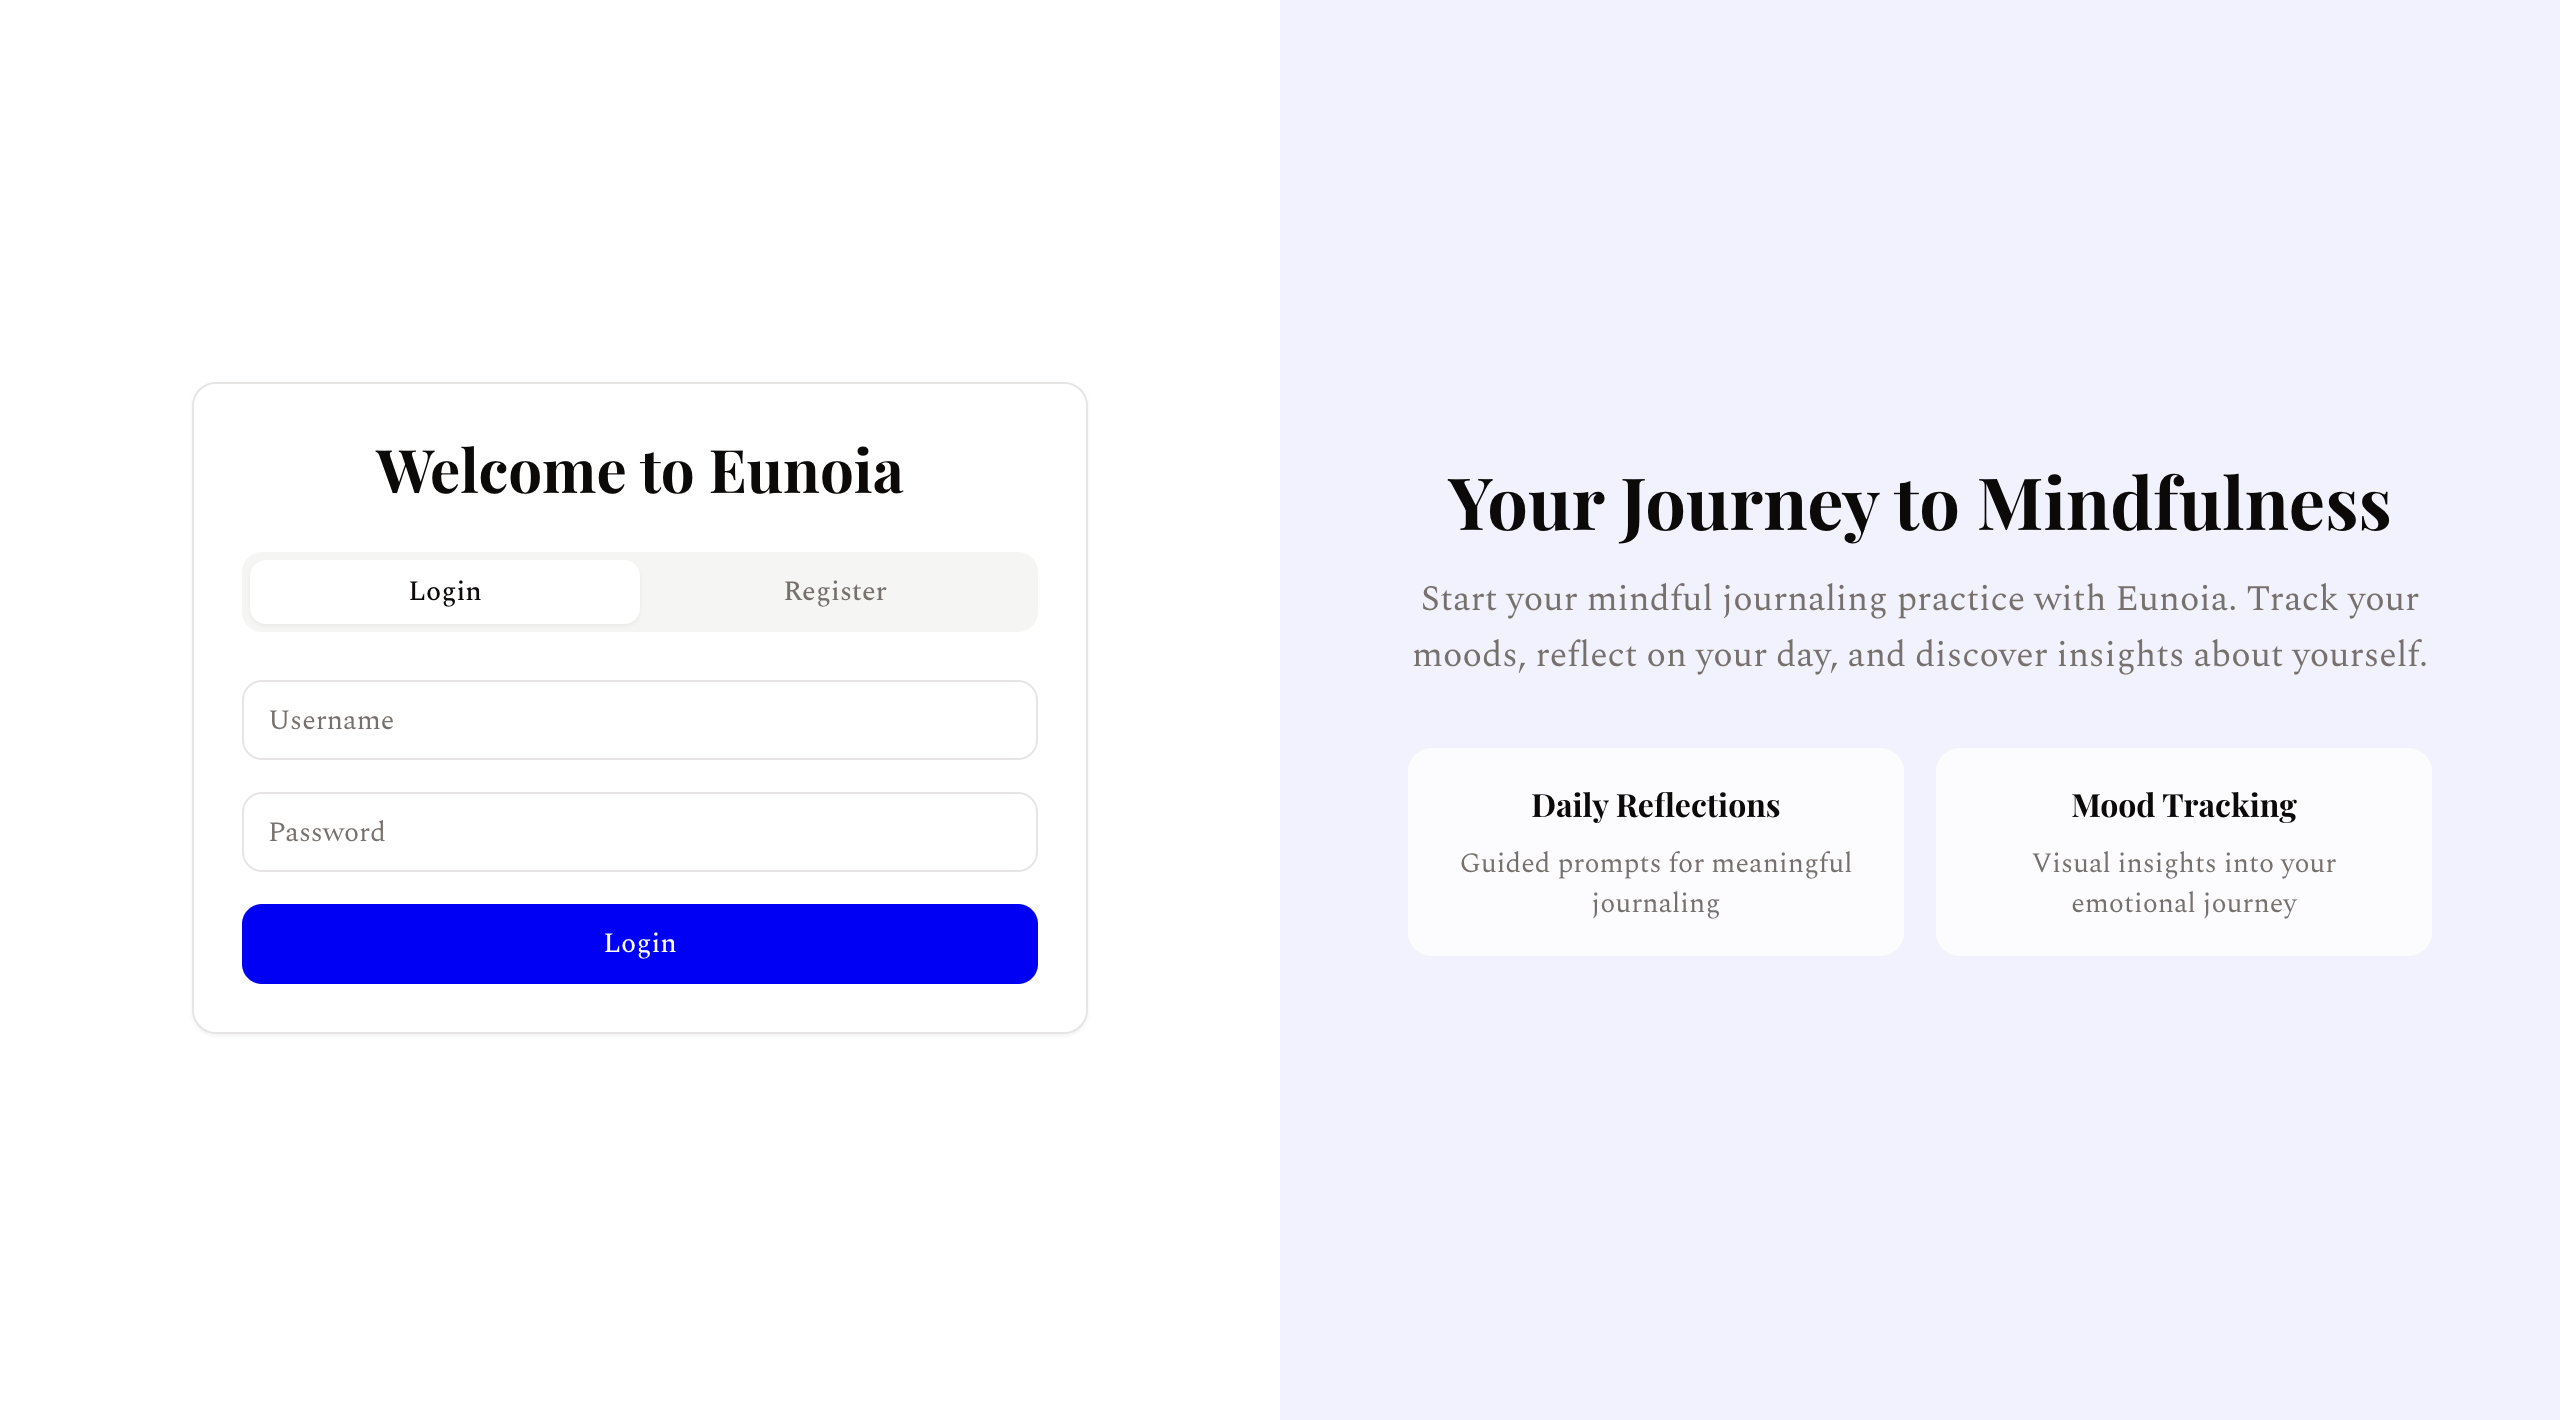 Welcome to Eunoia
Login
Register
Username
Password
Login
Your Journey to Mindfulness
Start your mindful journaling practice with Eunoia. Track your
moods, reflect on your day, and discover insights about yourself.
Daily Reflections
Guided prompts for meaningful
journaling
Mood Tracking
Visual insights into your
emotional journey